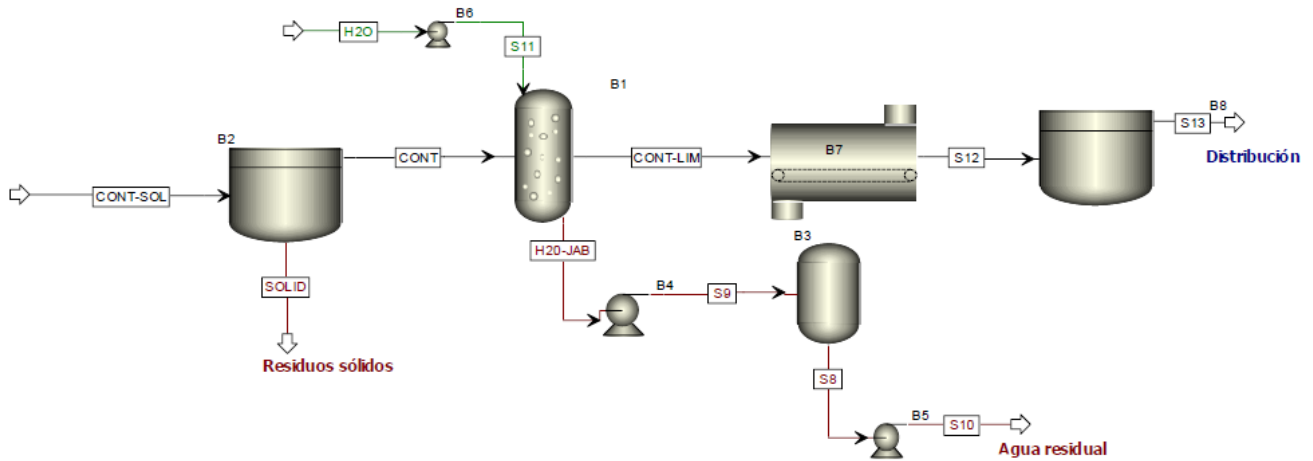 B6
H2O
S11
B1
B2
CONT
CONT-LIM
B7
S12
S13
B8
Distribución
CONT-SOL
H20-JAB
B3
SOLID
B4
S9
Residuos sólidos
S8
B5
S10
Agua residual